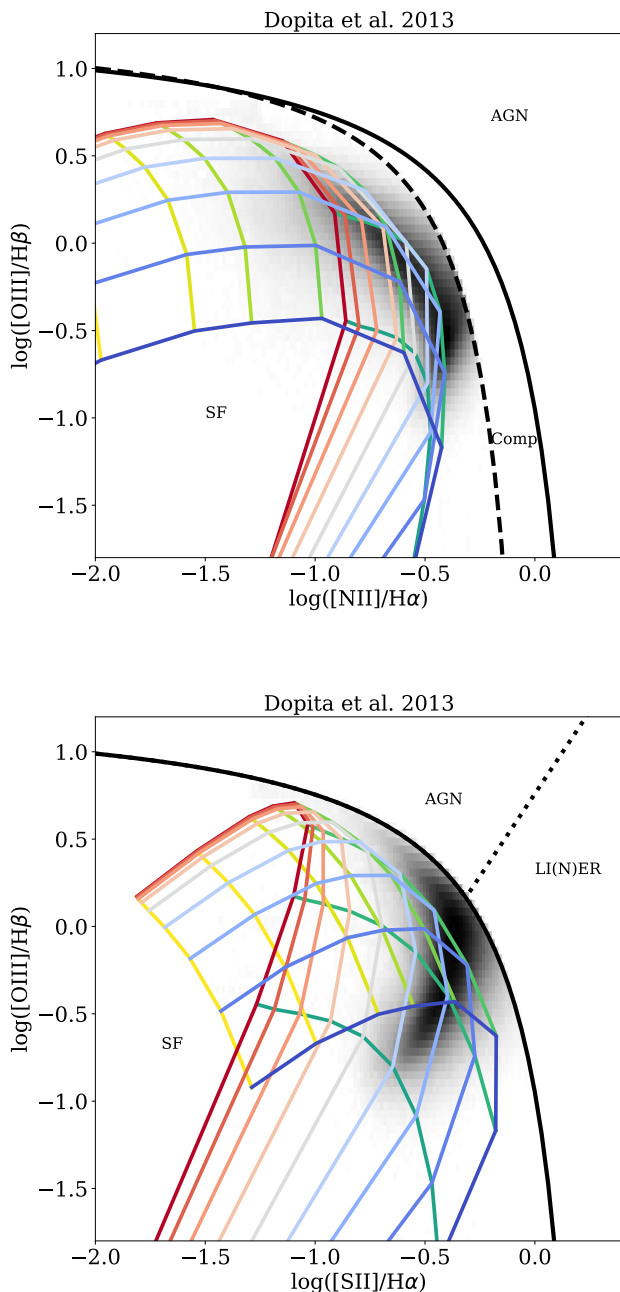 Dopita et al. 2013
1.0
0.5
0.0
−0.5
−1.0
−1.5
log([OIII]/Hβ)
AGN
SF
Comp
−2.0 −1.5 −1.0 −0.5 0.0
log([NII]/Hα)
Dopita et al. 2013
1.0
0.5
0.0
−0.5
−1.0
−1.5
log([OIII]/Hβ)
AGN
LI(N)ER
SF
−2.0 −1.5 −1.0 −0.5 0.0
log([SII]/Hα)